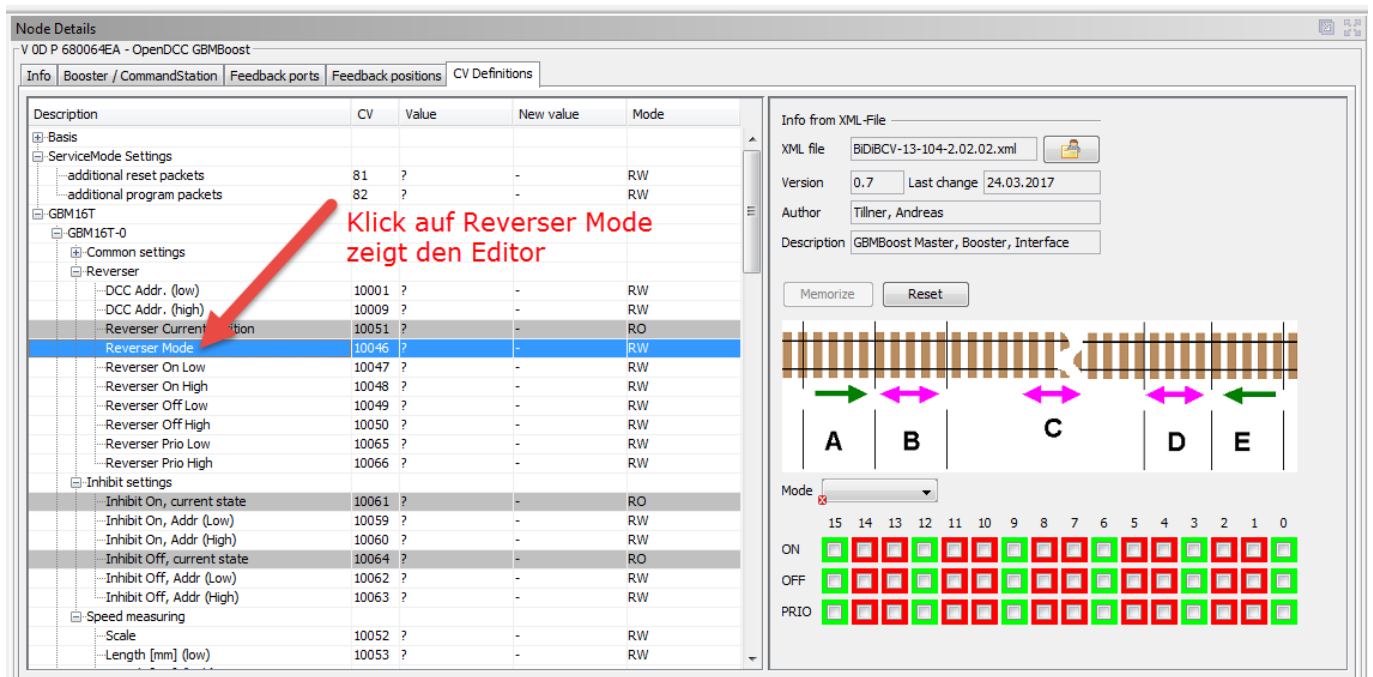 Node Details
V 0D P 680064EA - OpenDCC GBMBoost
Info Booster / CommandStation Feedback ports Feedback positions CV Definitions
Description CV Value New value Mode
Basis
ServiceMode Settings
additional reset packets 81 ? - RW
additional program packets 82 ? - RW
GBM16T
GBM16T-0
Common settings
Reverser
DCC Addr. (low) 10001 ? - RW
DCC Addr. (high) 10009 ? - RW
Reverser Current 10051 ? - RO
Reverser Mode 10046 ? - RW
Reverser On Low 10047 ? - RW
Reverser On High 10048 ? - RW
Reverser Off Low 10049 ? - RW
Reverser Off High 10050 ? - RW
Reverser Prio Low 10065 ? - RW
Reverser Prio High 10066 ? - RW
Inhibit settings
Inhibit On, current state 10061 ? - RO
Inhibit On, Addr (Low) 10059 ? - RW
Inhibit On, Addr (High) 10060 ? - RW
Inhibit Off, current state 10064 ? - RO
Inhibit Off, Addr (Low) 10062 ? - RW
Inhibit Off, Addr (High) 10063 ? - RW
Speed measuring
Scale 10052 ? - RW
Length [mm] (low) 10053 ? - RW
Klick auf Reverser Mode
zeigt den Editor
Info from XML-File
XML file BiDiBCV-13-104-2.02.02.xml
Version 0.7 Last change 24.03.2017
Author Tillner, Andreas
Description GBMBoost Master, Booster, Interface
Memorize Reset
A B C D E
Mode
15 14 13 12 11 10 9 8 7 6 5 4 3 2 1 0
ON
OFF
PRIO